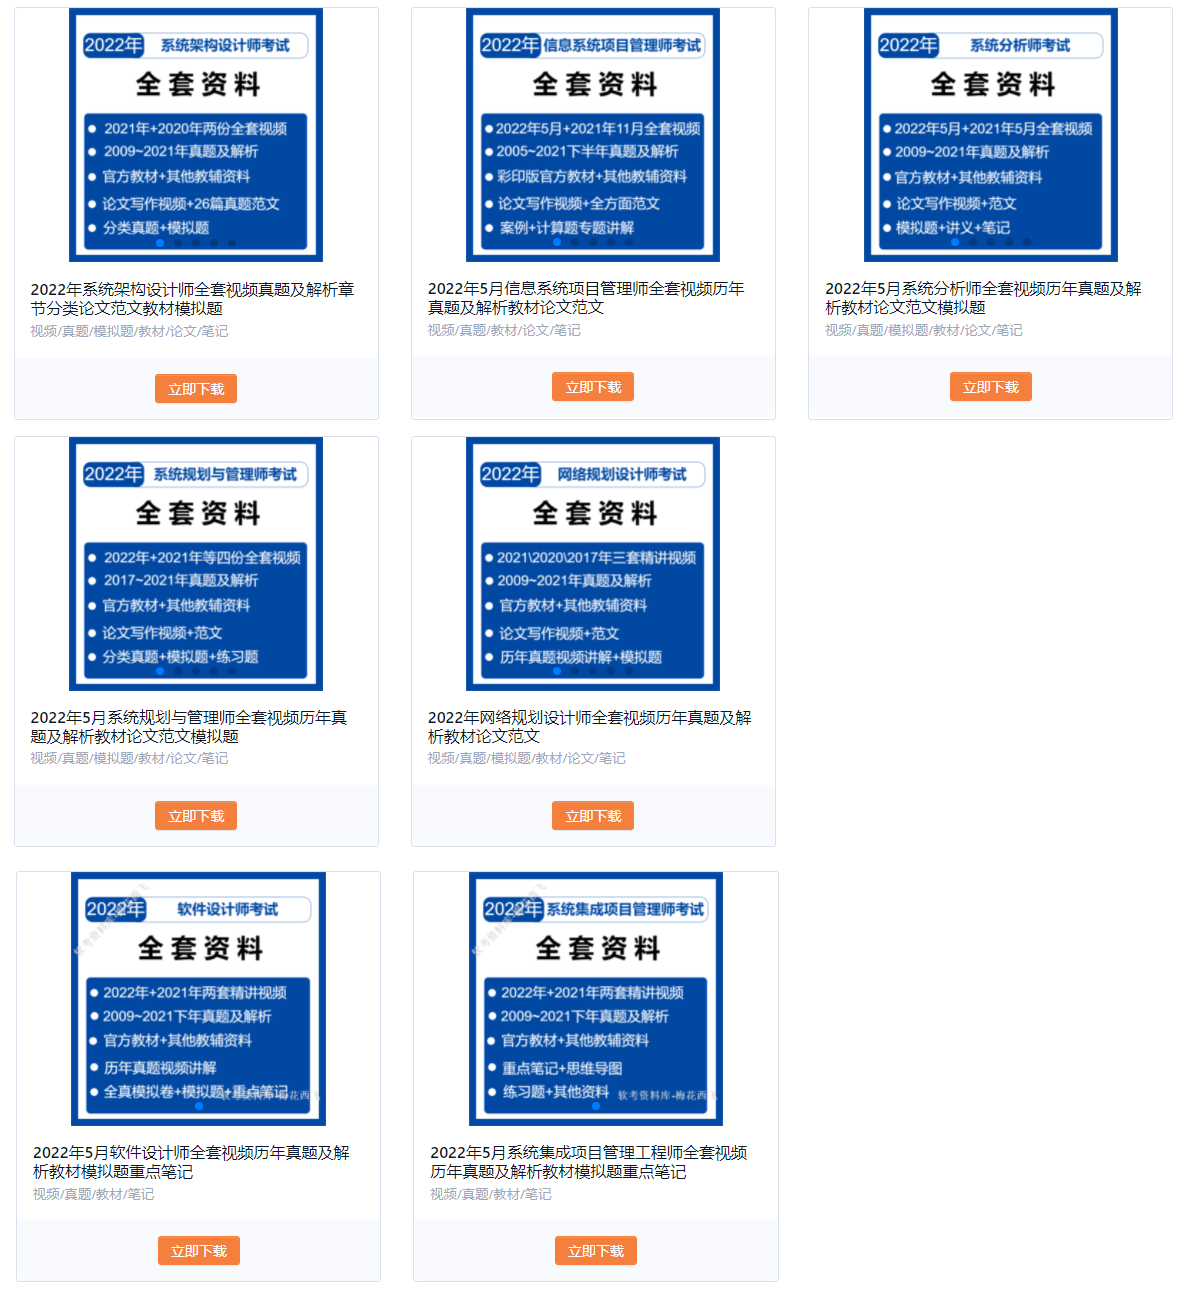 2022年 系统架构设计师考试
全套资料
2021年+2020年两份全套视频
2009~2021年真题及解析
官方教材+其他教辅资料
论文写作视频+26篇真题范文
分类真题+模拟题
2022年系统架构设计师全套视频真题及解析章
节分类论文范文教材模拟题
视频/真题/模拟题/教材/论文/笔记
立即下载
2022年 信息系统项目管理师考试
全套资料
2022年5月+2021年11月全套视频
2005~2021下半年真题及解析
彩印版官方教材+其他教辅资料
论文写作视频+全方面范文
案例+计算题专题讲解
2022年5月信息系统项目管理师全套视频历年
真题及解析教材论文范文
视频/真题/教材/论文/笔记
立即下载
2022年 系统分析师考试
全套资料
2022年5月+2021年5月全套视频
2009~2021年真题及解析
官方教材+其他教辅资料
论文写作视频+范文
模拟题+讲义+笔记
2022年5月系统分析师全套视频历年真题及解
析教材论文范文模拟题
视频/真题/模拟题/教材/论文/笔记
立即下载
2022年 系统规划与管理师考试
全套资料
2022年+2021年等四份全套视频
2017~2021年真题及解析
官方教材+其他教辅资料
论文写作视频+范文
分类真题+模拟题+练习题
2022年5月系统规划与管理师全套视频历年真
题及解析教材论文范文模拟题
视频/真题/模拟题/教材/论文/笔记
立即下载
2022年 网络规划设计师考试
全套资料
2021\2020\2017年三套精讲视频
2009~2021年真题及解析
官方教材+其他教辅资料
论文写作视频+范文
历年真题视频讲解+模拟题
2022年网络规划设计师全套视频历年真题及解
析教材论文范文
视频/真题/模拟题/教材/论文/笔记
立即下载
2022年 软件设计师考试
全套资料
2022年+2021年两套精讲视频
2009~2021下年真题及解析
官方教材+其他教辅资料
历年真题视频讲解
全真模拟卷+模拟题+重点笔记
软考资料库-梅花西飞
2022年5月软件设计师全套视频历年真题及解
析教材模拟题重点笔记
视频/真题/教材/笔记
立即下载
2022年 系统集成项目管理师考试
全套资料
2022年+2021年两套精讲视频
2009~2021下年真题及解析
官方教材+其他教辅资料
重点笔记+思维导图
练习题+其他资料
软考资料库-梅花西飞
2022年5月系统集成项目管理工程师全套视频
历年真题及解析教材模拟题重点笔记
视频/真题/教材/笔记
立即下载